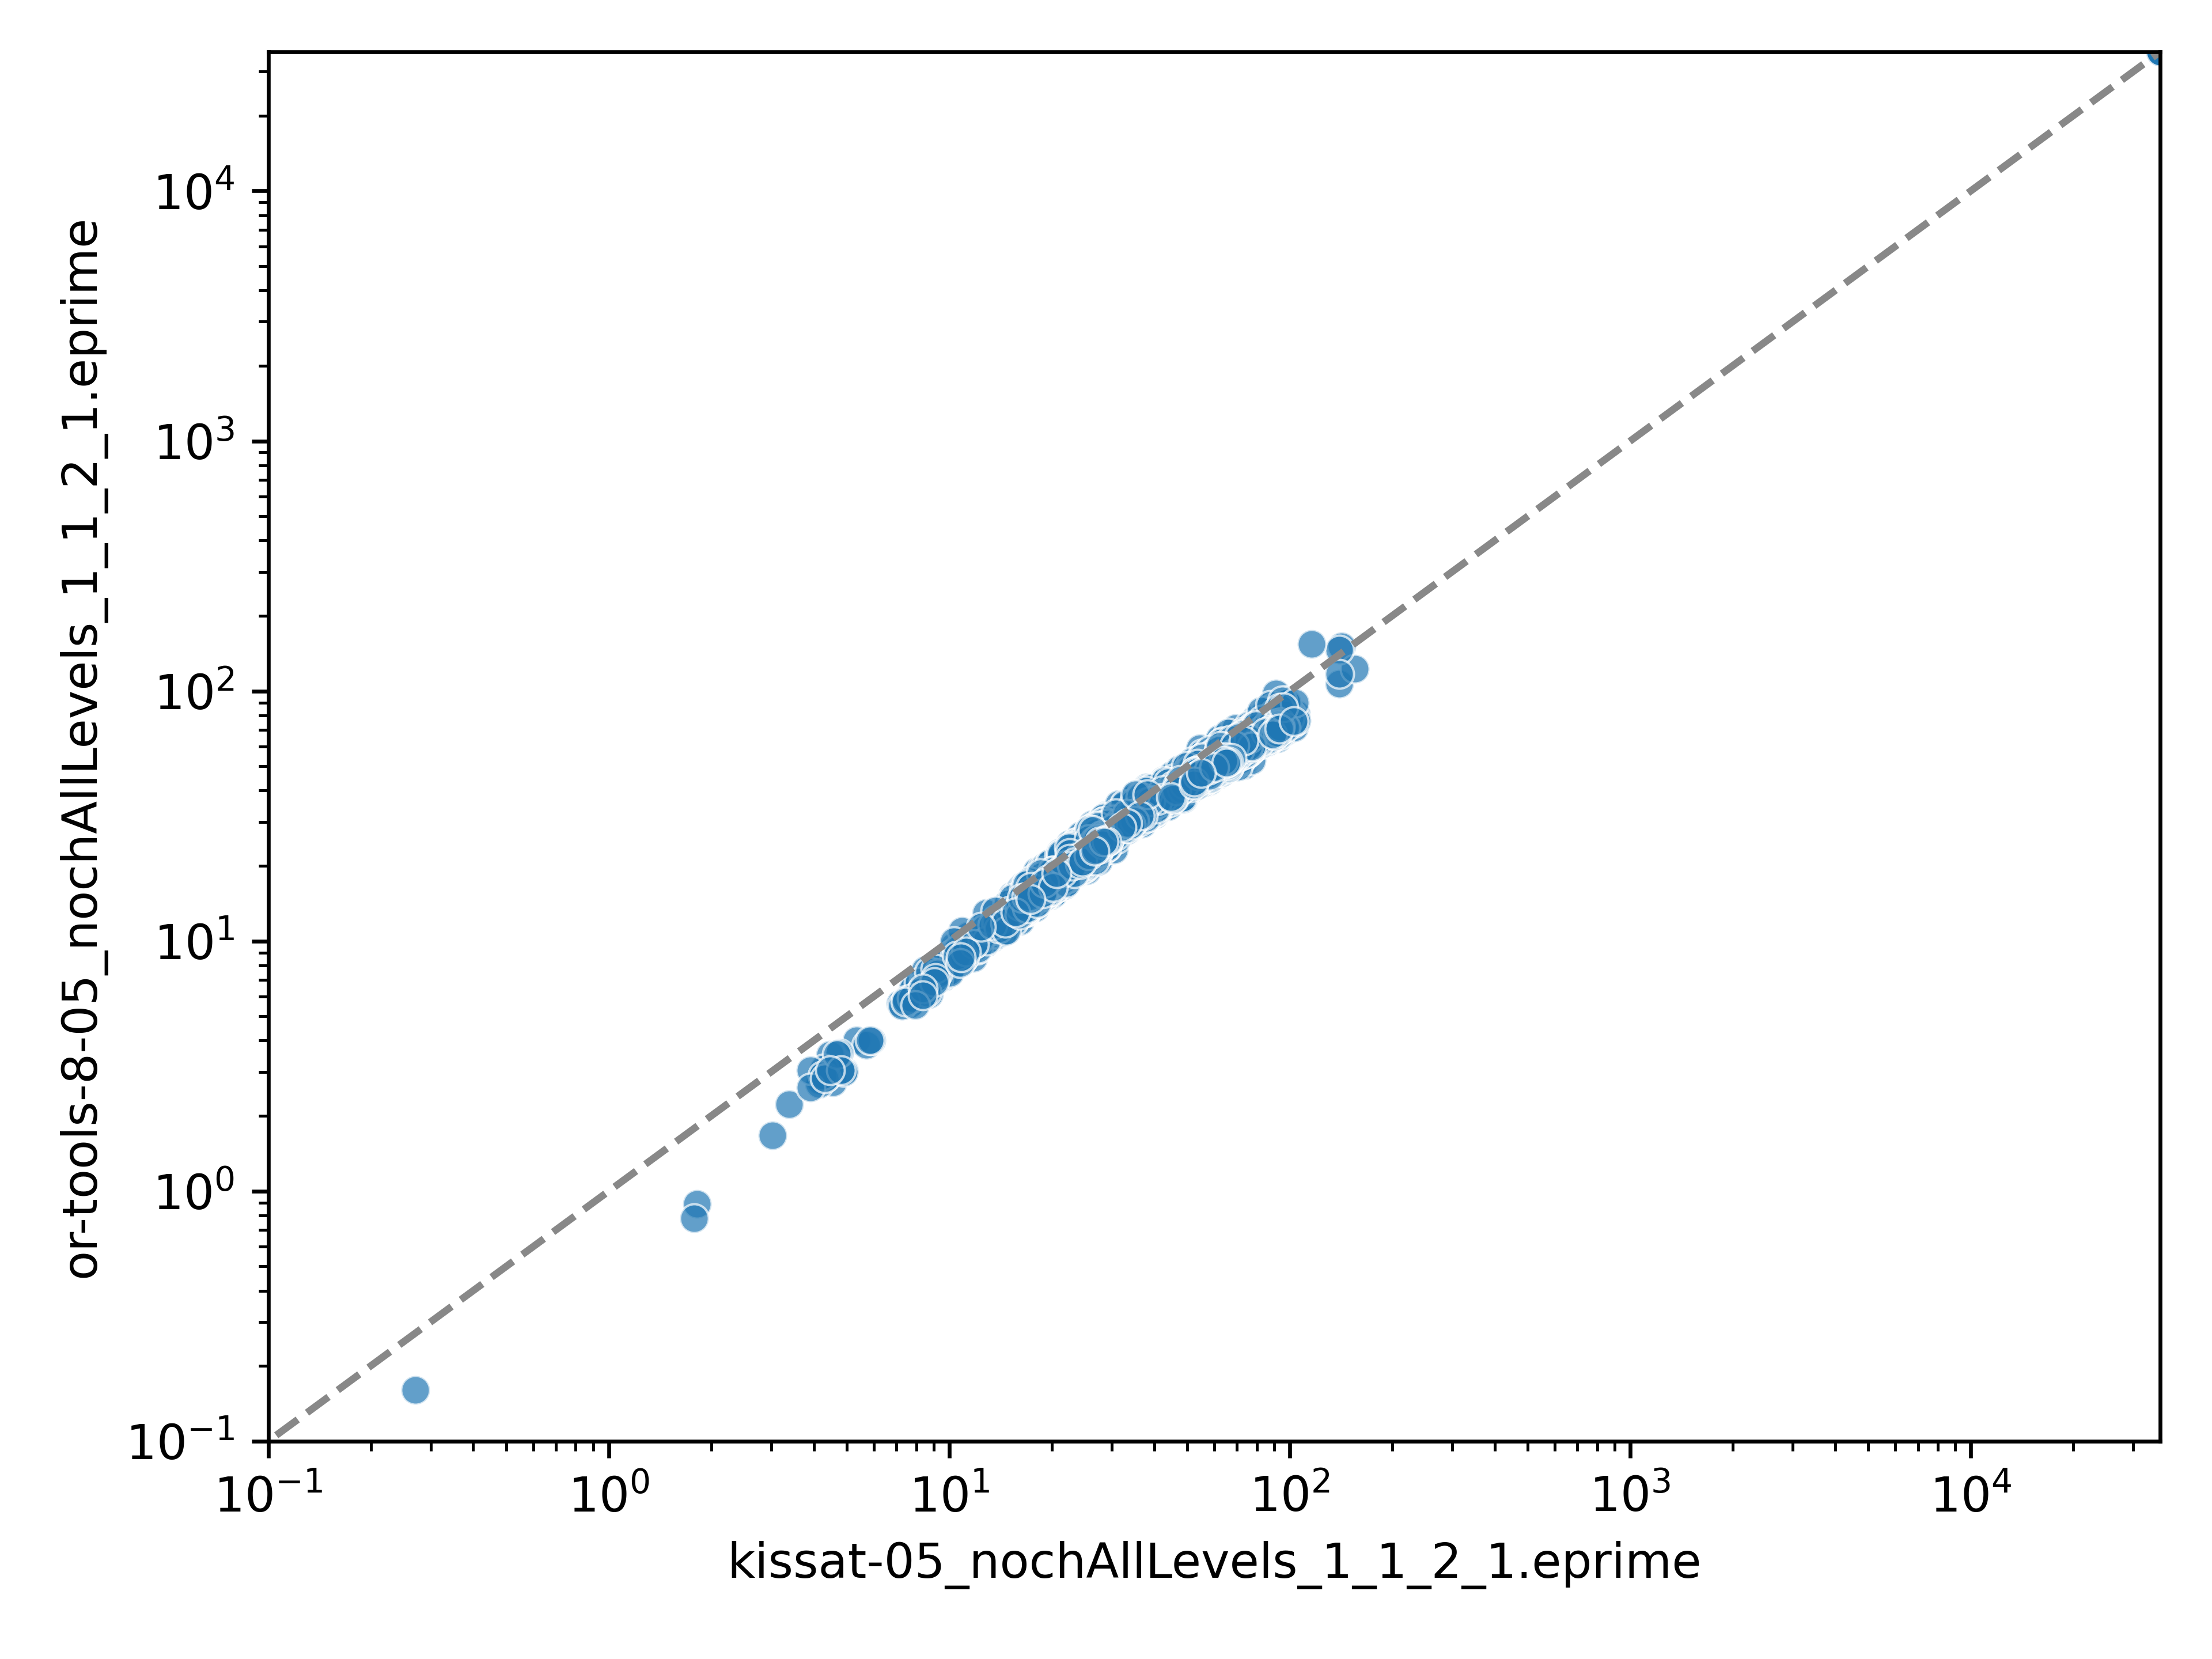 or-tools-8-05_nochAllLevels_1_1_2_1.eprime
10⁴
10³
10²
10¹
10⁰
10⁻¹
10⁻¹ 10⁰ 10¹ 10² 10³ 10⁴
kissat-05_nochAllLevels_1_1_2_1.eprime